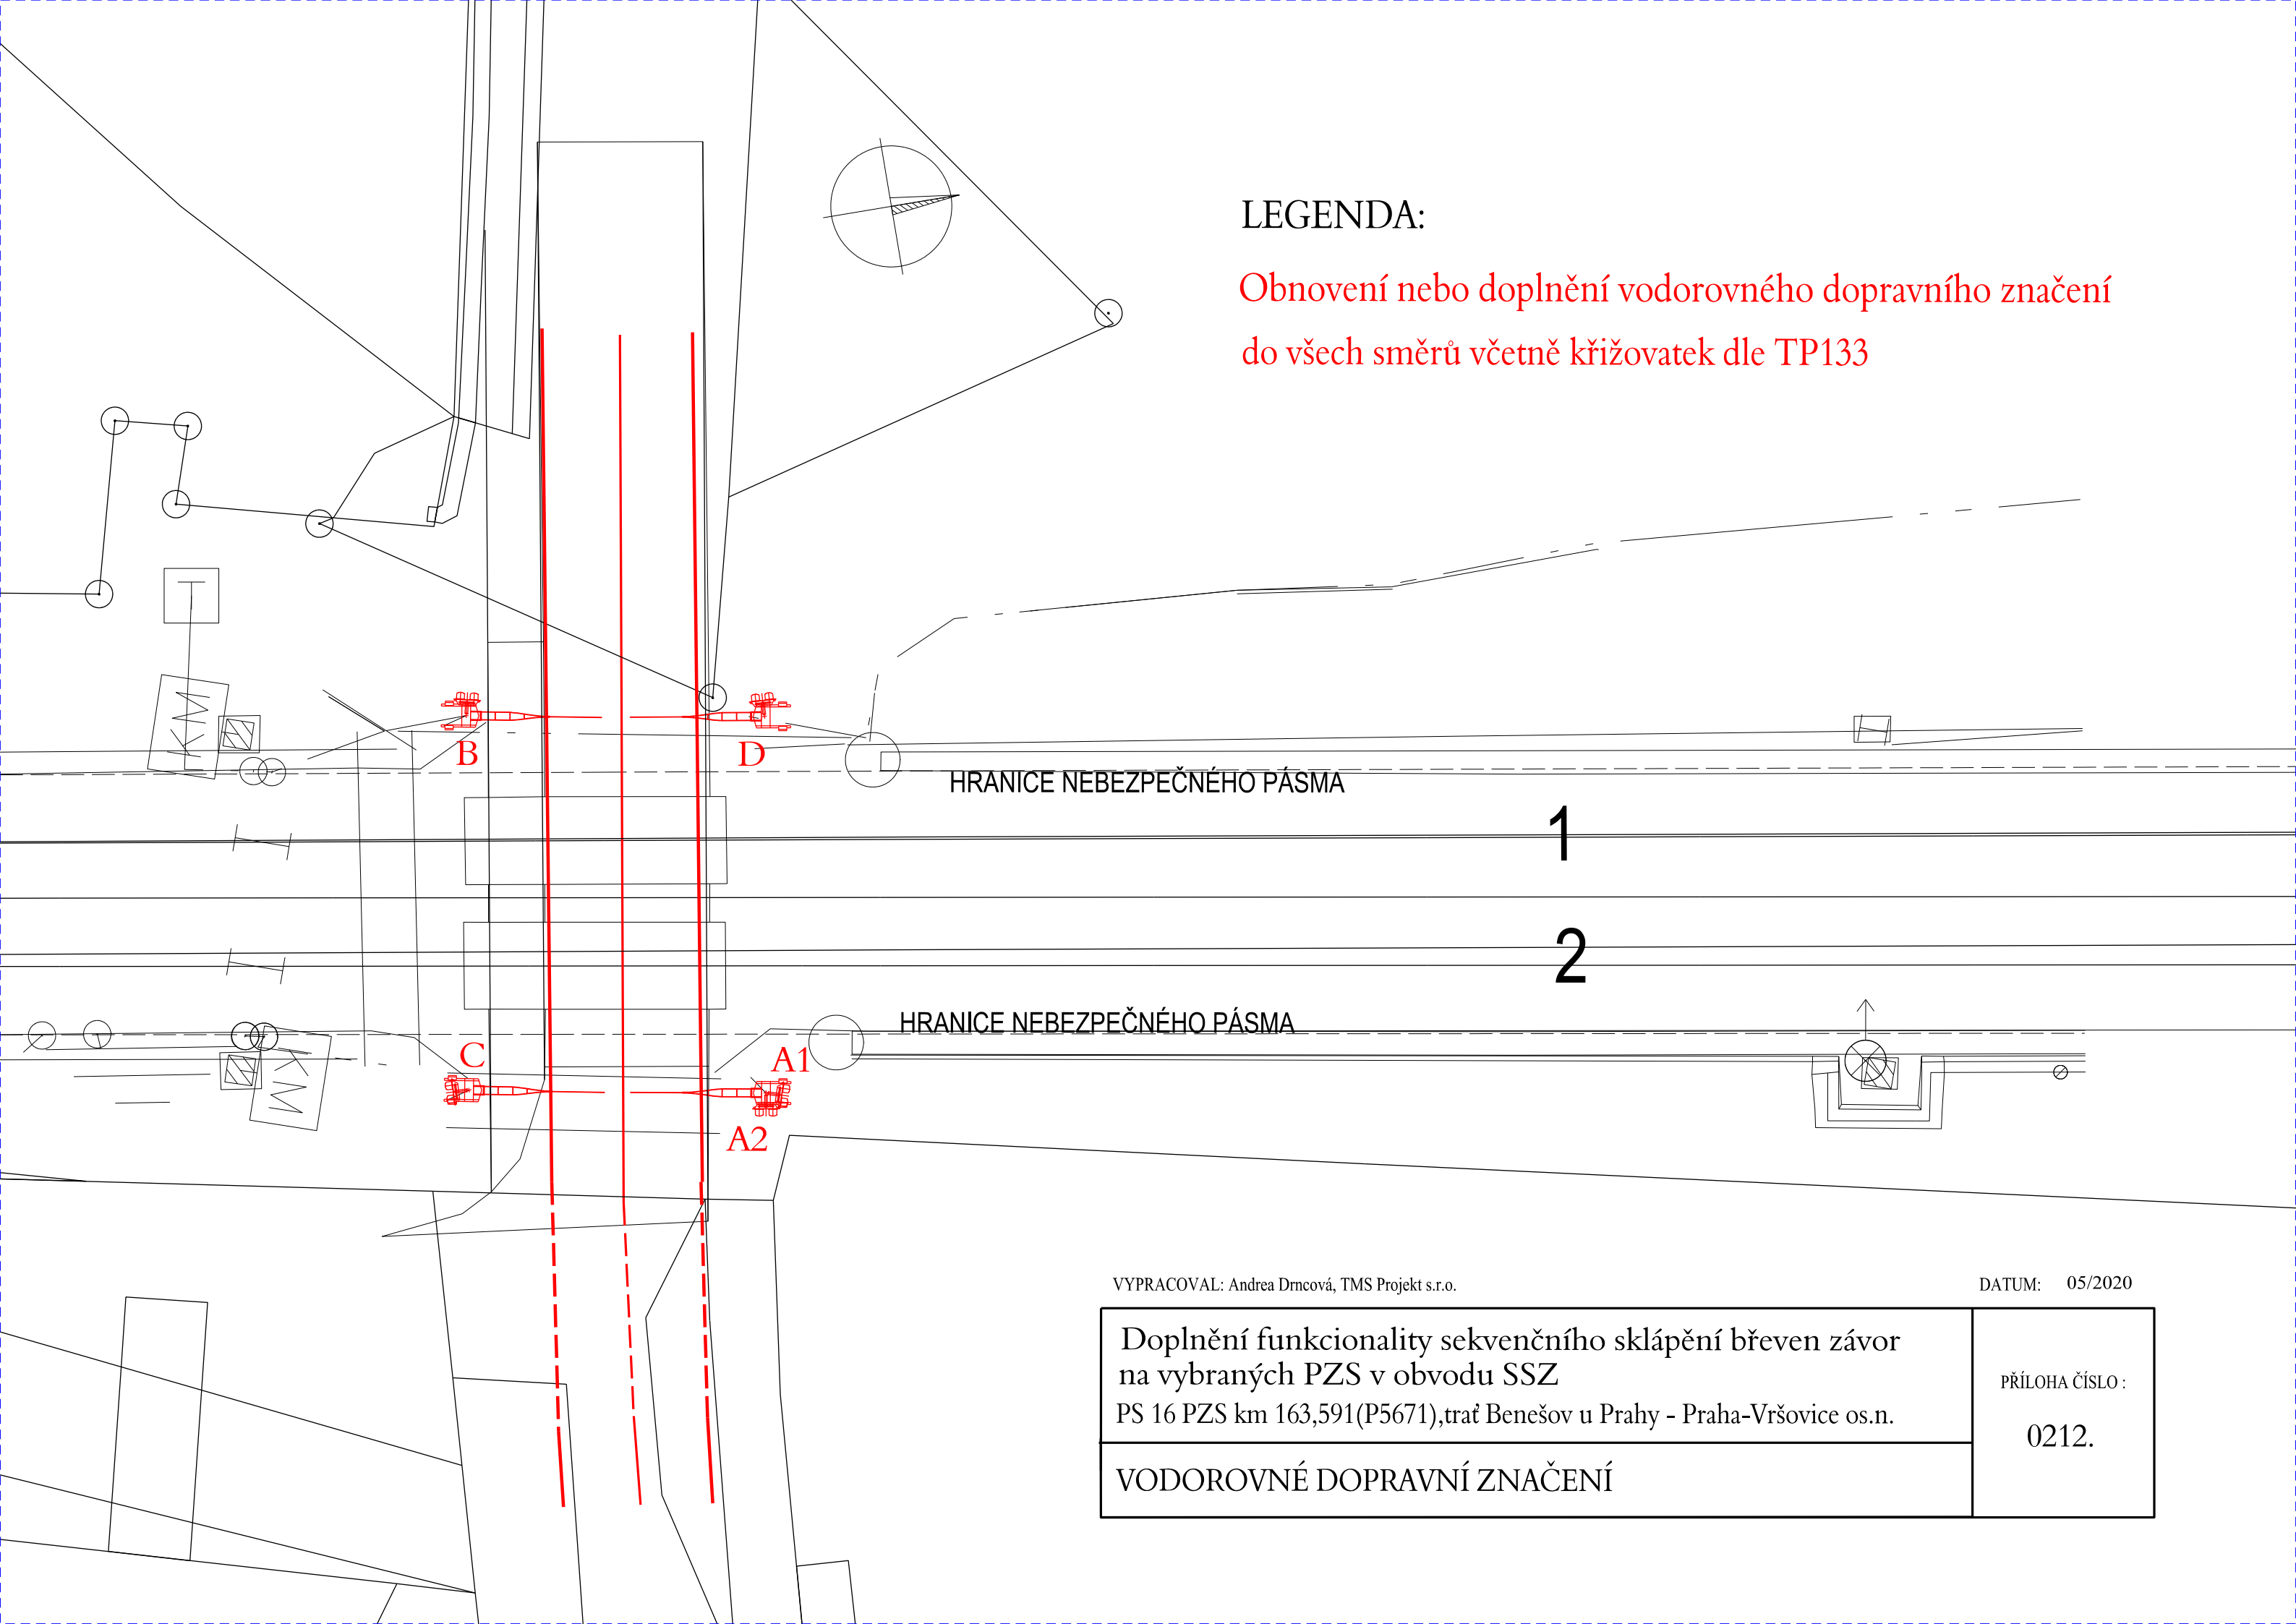 LEGENDA:
Obnovení nebo doplnění vodorovného dopravního značení
do všech směrů včetně křižovatek dle TP133
B
D
HRANICE NEBEZPEČNÉHO PÁSMA
1
2
HRANICE NEBEZPEČNÉHO PÁSMA
C
A1
A2
VYPRACOVAL: Andrea Drncová, TMS Projekt s.r.o.
DATUM: 05/2020
Doplnění funkcionality sekvenčního sklápění břeven závor
na vybraných PZS v obvodu SSZ
PS 16 PZS km 163,591(P5671),trať Benešov u Prahy - Praha-Vršovice os.n.
PŘÍLOHA ČÍSLO :
0212.
VODOROVNÉ DOPRAVNÍ ZNAČENÍ